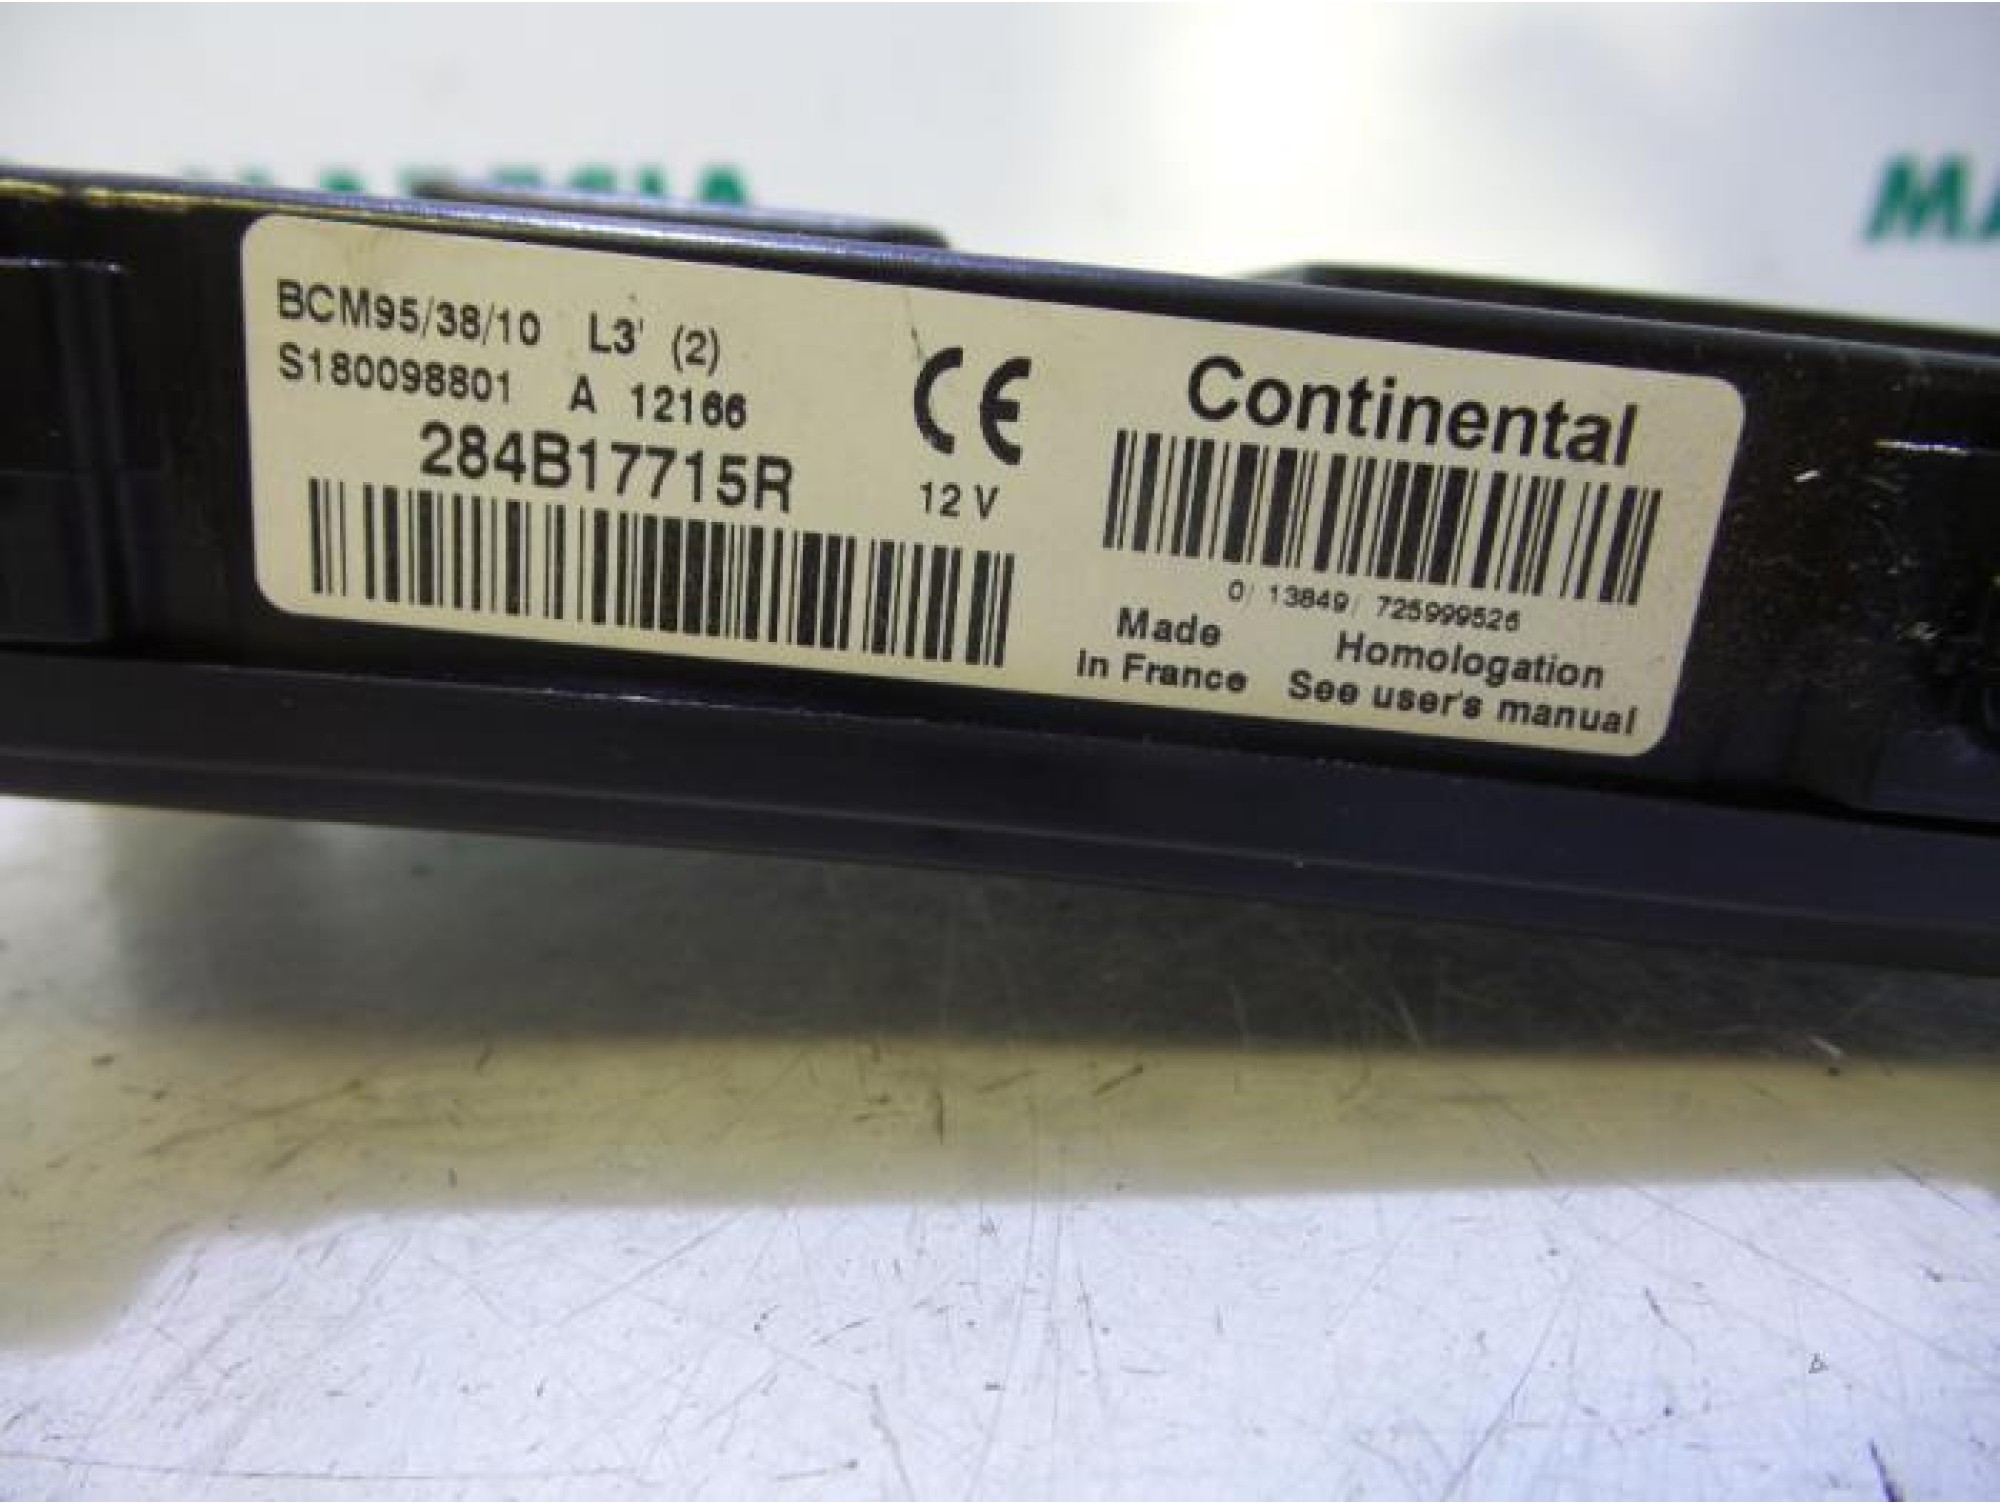 BCM95/38/10 L3' (2)
S180098801 A 12166
284B17715R
12 V
Continental
0/ 13849/ 725999526
Made
in France
Homologation
See user's manual